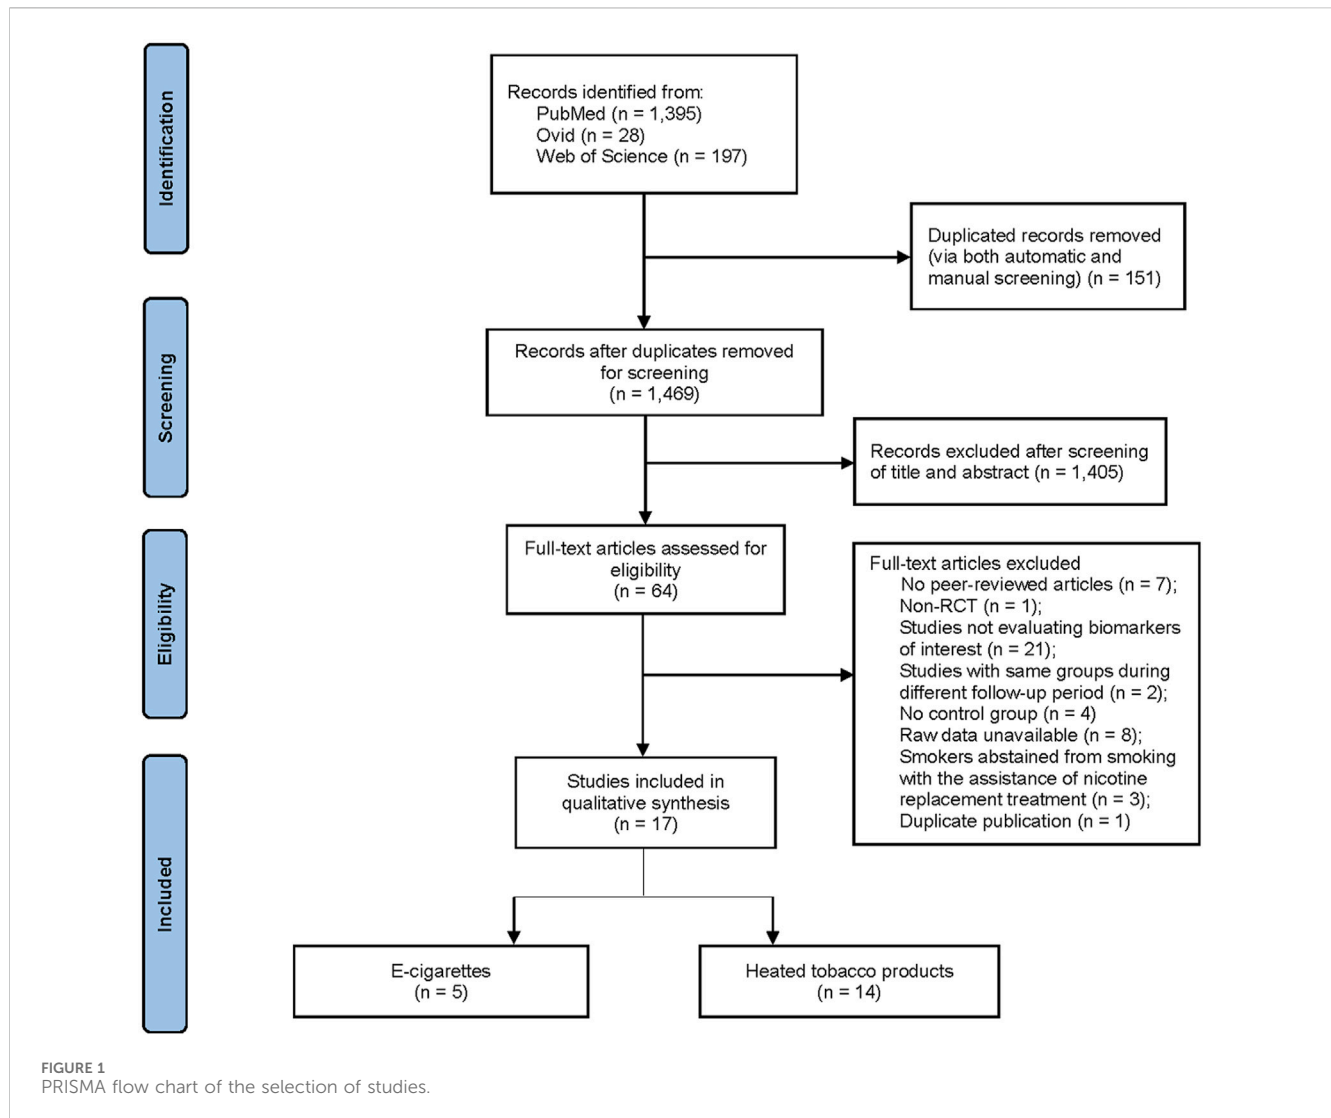 Identification
Records identified from:
PubMed (n = 1,395)
Ovid (n = 28)
Web of Science (n = 197)
Duplicated records removed
(via both automatic and
manual screening) (n = 151)
Screening
Records after duplicates removed
for screening
(n = 1,469)
Records excluded after screening
of title and abstract (n = 1,405)
Eligibility
Full-text articles assessed for
eligibility
(n = 64)
Full-text articles excluded
No peer-reviewed articles (n = 7);
Non-RCT (n = 1);
Studies not evaluating biomarkers
of interest (n = 21);
Studies with same groups during
different follow-up period (n = 2);
No control group (n = 4)
Raw data unavailable (n = 8);
Smokers abstained from smoking
with the assistance of nicotine
replacement treatment (n = 3);
Duplicate publication (n = 1)
Included
Studies included in
qualitative synthesis
(n = 17)
E-cigarettes
(n = 5)
Heated tobacco products
(n = 14)
FIGURE 1
PRISMA flow chart of the selection of studies.